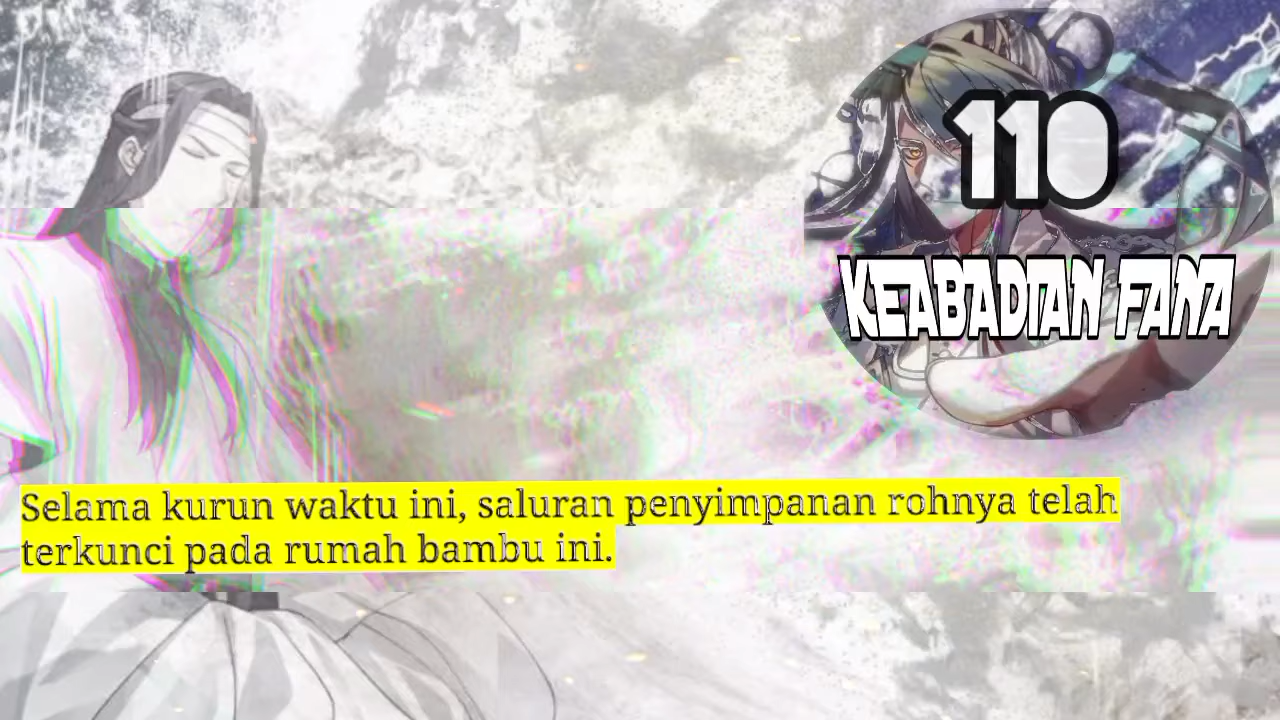 110
KEABADIAN FANA
Selama kurun waktu ini, saluran penyimpanan rohnya telah
terkunci pada rumah bambu ini.